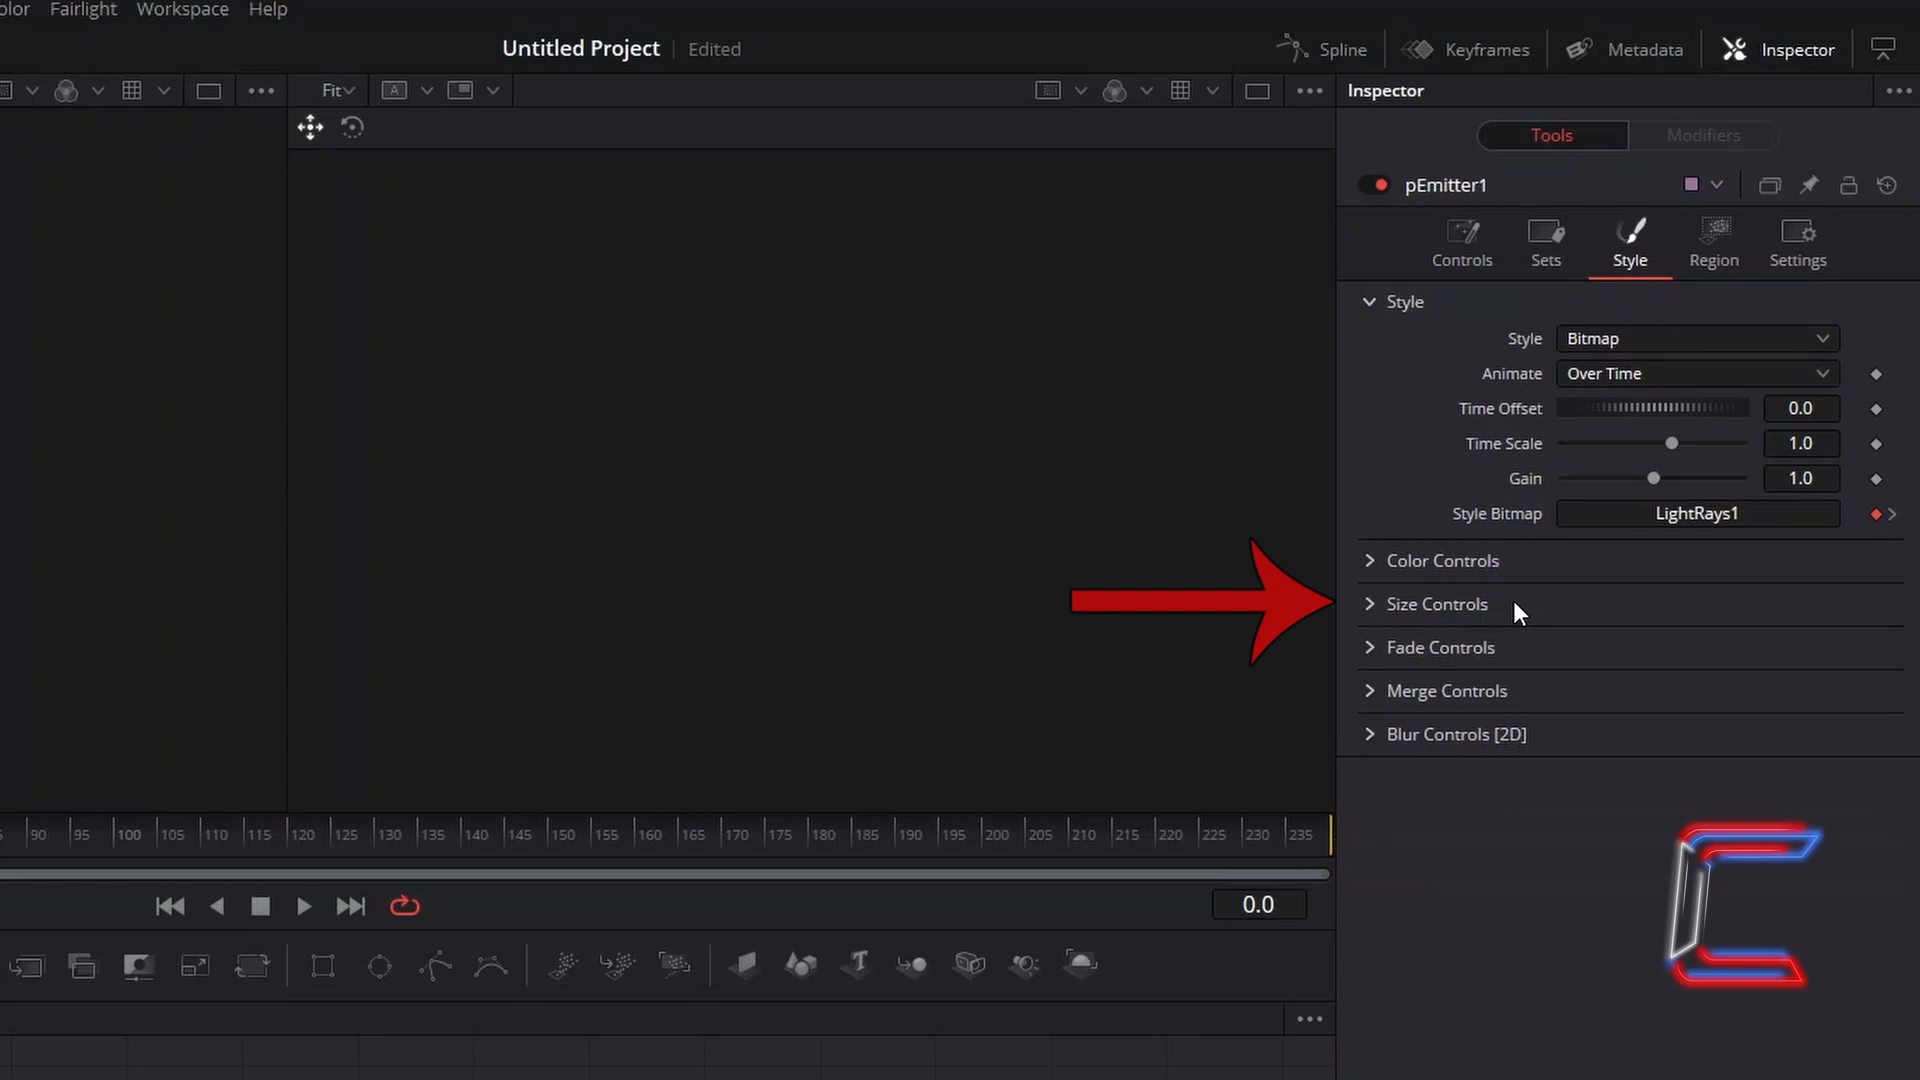 olor Fairlight Workspace Help
Untitled Project Edited
Spline Keyframes Metadata Inspector
Fit A
Inspector
Tools Modifiers
pEmitter1
Controls Sets Style Region Settings
Style
Style Bitmap
Animate Over Time
Time Offset 0.0
Time Scale 1.0
Gain 1.0
Style Bitmap LightRays1
Color Controls
Size Controls
Fade Controls
Merge Controls
Blur Controls [2D]
90 95 100 105 110 115 120 125 130 135 140 145 150 155 160 165 170 175 180 185 190 195 200 205 210 215 220 225 230 235
0.0
T
C